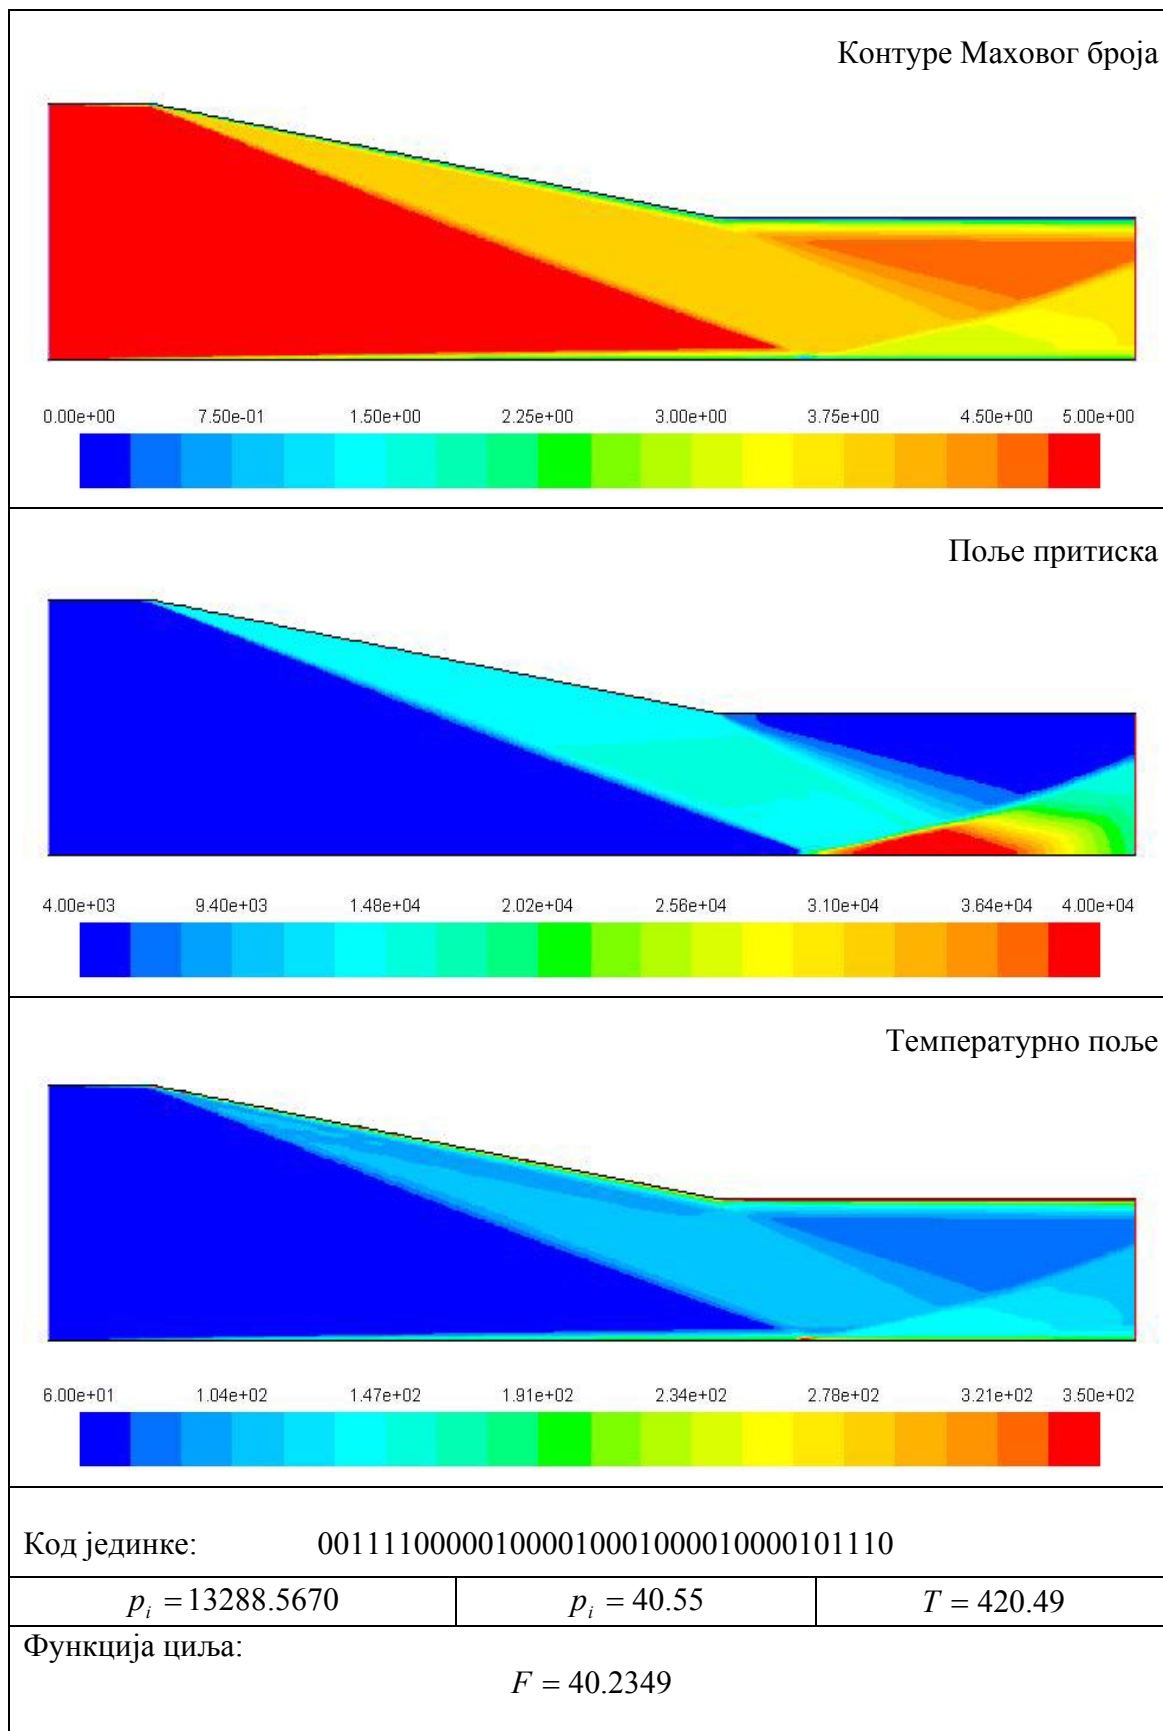 Контуре Маховог броја
0.00e+00 7.50e-01 1.50e+00 2.25e+00 3.00e+00 3.75e+00 4.50e+00 5.00e+00
Поље притиска
4.00e+03 9.40e+03 1.48e+04 2.02e+04 2.56e+04 3.10e+04 3.64e+04 4.00e+04
Температурно поље
6.00e+01 1.04e+02 1.47e+02 1.91e+02 2.34e+02 2.78e+02 3.21e+02 3.50e+02
Код јединке: 001111000001000010001000010000101110
p_i = 13288.5670 p_i = 40.55 T = 420.49
Функција циља:
F = 40.2349